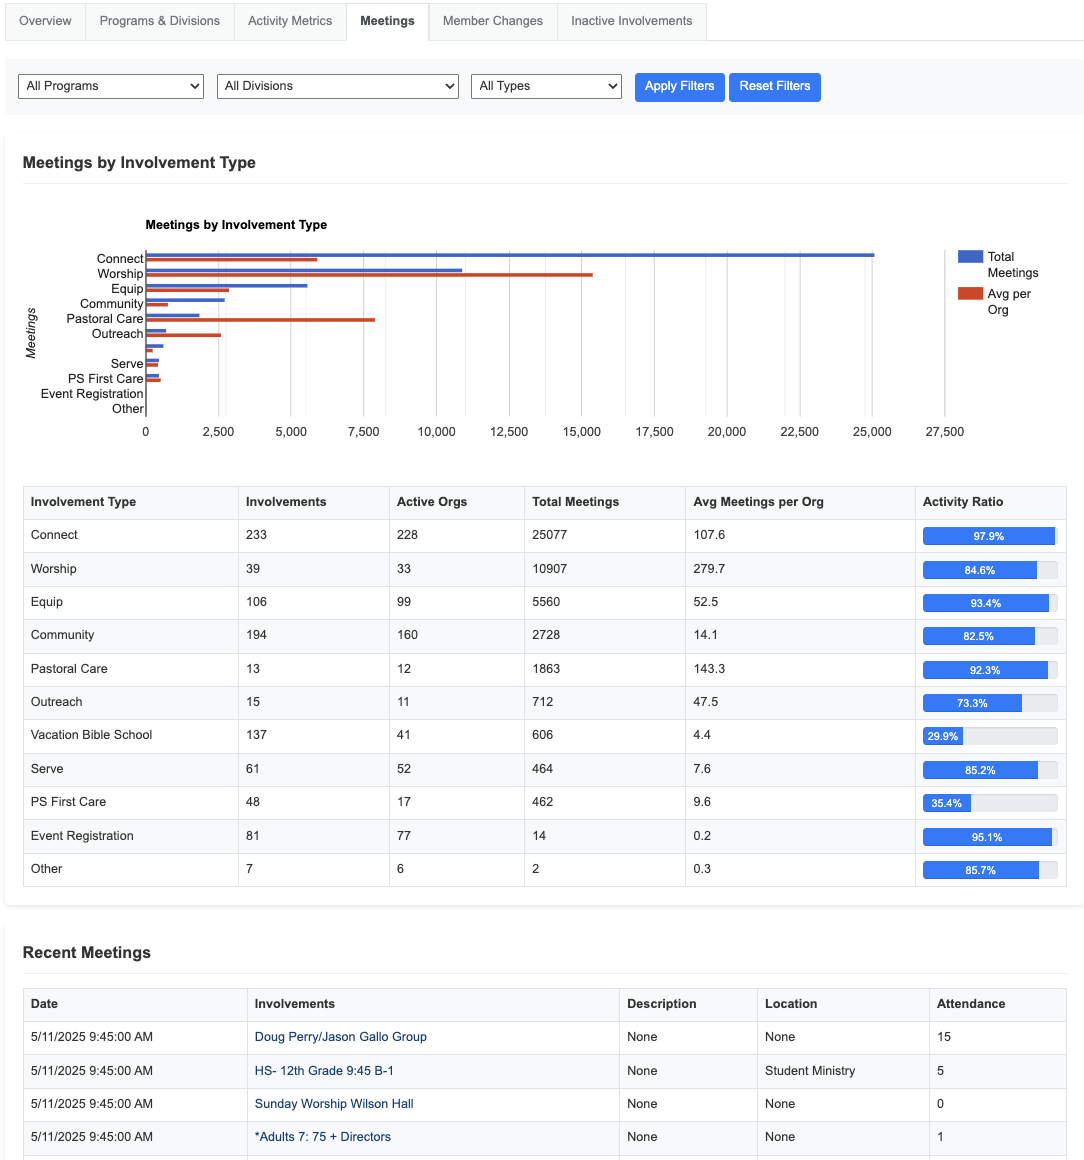 Overview Programs & Divisions Activity Metrics Meetings Member Changes Inactive Involvements
All Programs All Divisions All Types Apply Filters Reset Filters
Meetings by Involvement Type
Meetings by Involvement Type
Meetings
Connect
Worship
Equip
Community
Pastoral Care
Outreach
Serve
PS First Care
Event Registration
Other
0 2,500 5,000 7,500 10,000 12,500 15,000 17,500 20,000 22,500 25,000 27,500
Total
Meetings
Avg per
Org
Involvement Type Involvements Active Orgs Total Meetings Avg Meetings per Org Activity Ratio
Connect 233 228 25077 107.6 97.9%
Worship 39 33 10907 279.7 84.6%
Equip 106 99 5560 52.5 93.4%
Community 194 160 2728 14.1 82.5%
Pastoral Care 13 12 1863 143.3 92.3%
Outreach 15 11 712 47.5 73.3%
Vacation Bible School 137 41 606 4.4 29.9%
Serve 61 52 464 7.6 85.2%
PS First Care 48 17 462 9.6 35.4%
Event Registration 81 77 14 0.2 95.1%
Other 7 6 2 0.3 85.7%
Recent Meetings
Date Involvements Description Location Attendance
5/11/2025 9:45:00 AM Doug Perry/Jason Gallo Group None None 15
5/11/2025 9:45:00 AM HS- 12th Grade 9:45 B-1 None Student Ministry 5
5/11/2025 9:45:00 AM Sunday Worship Wilson Hall None None 0
5/11/2025 9:45:00 AM *Adults 7: 75 + Directors None None 1